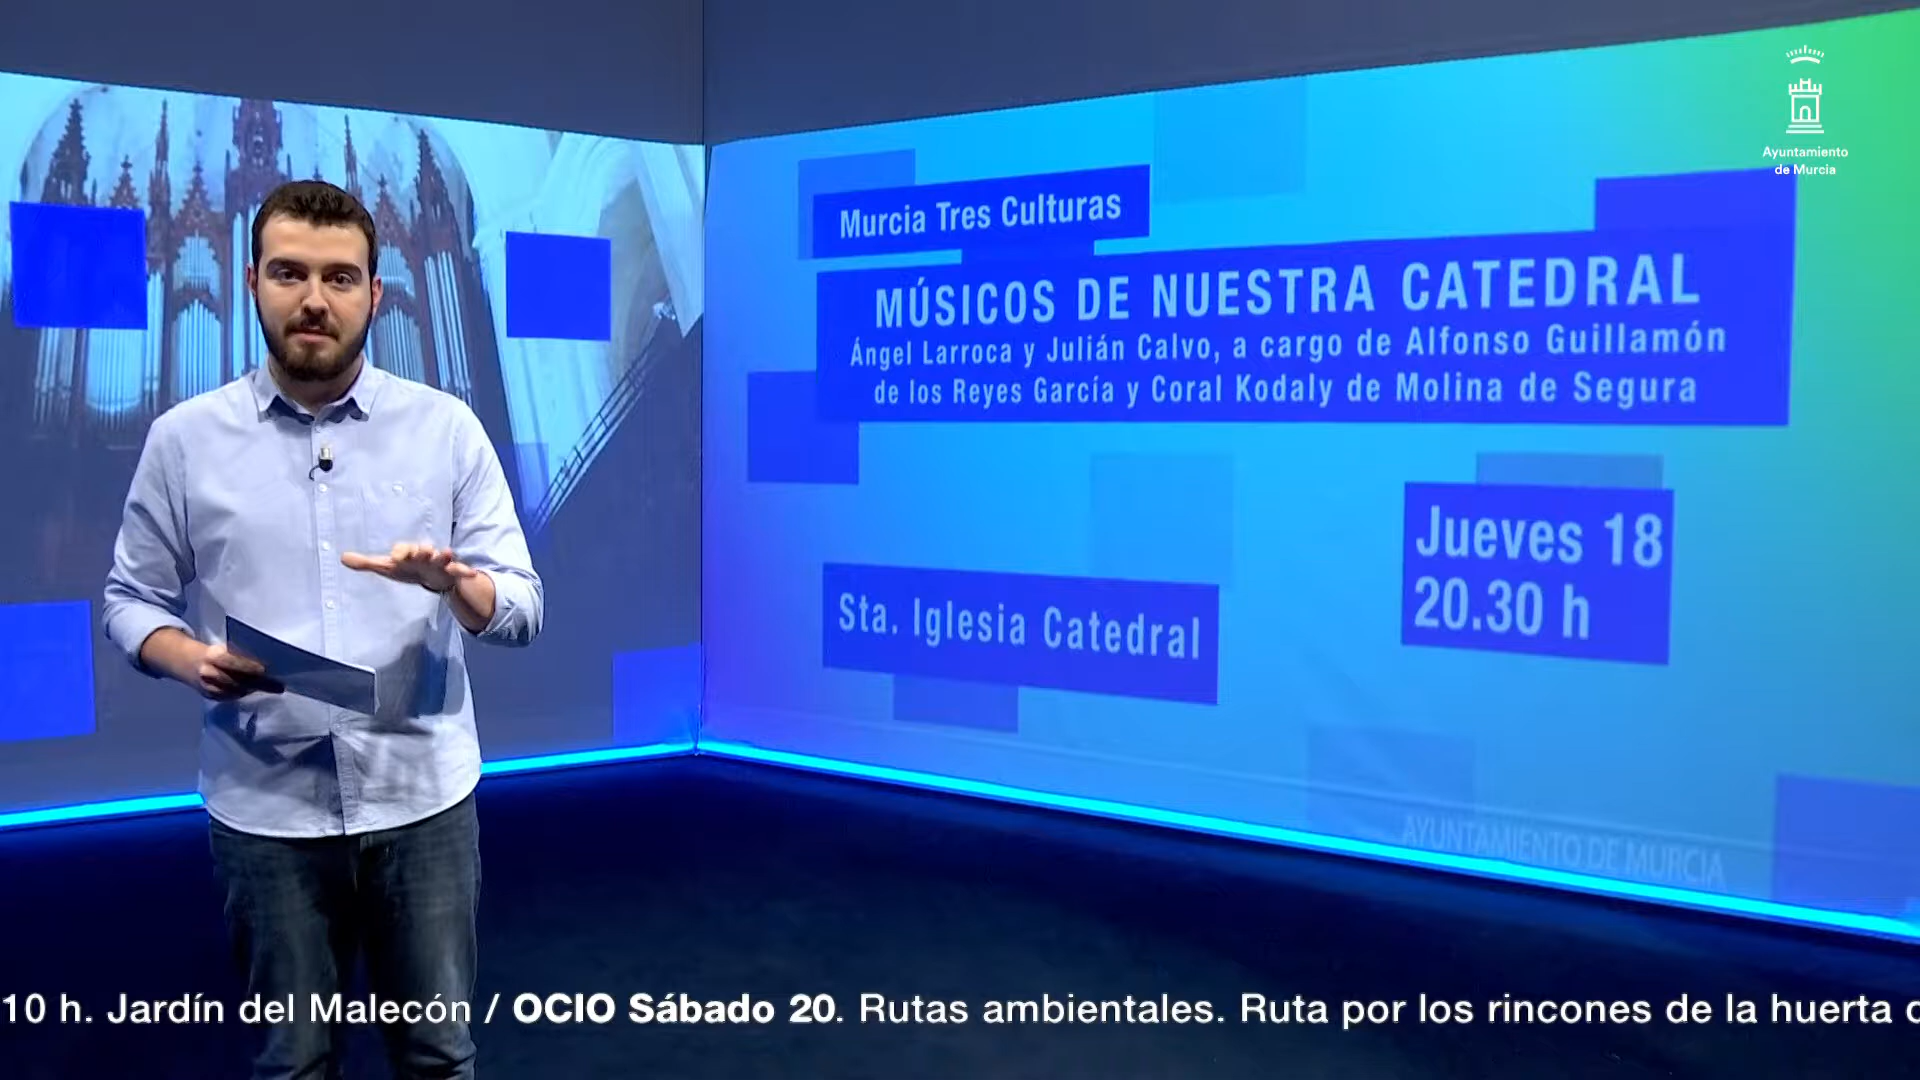 Ayuntamiento
de Murcia
Murcia Tres Culturas
MÚSICOS DE NUESTRA CATEDRAL
Ángel Larroca y Julián Calvo, a cargo de Alfonso Guillamón
de los Reyes García y Coral Kodaly de Molina de Segura
Jueves 18
20.30 h
Sta. Iglesia Catedral
AYUNTAMIENTO DE MURCIA
10 h. Jardín del Malecón / OCIO Sábado 20. Rutas ambientales. Ruta por los rincones de la huerta